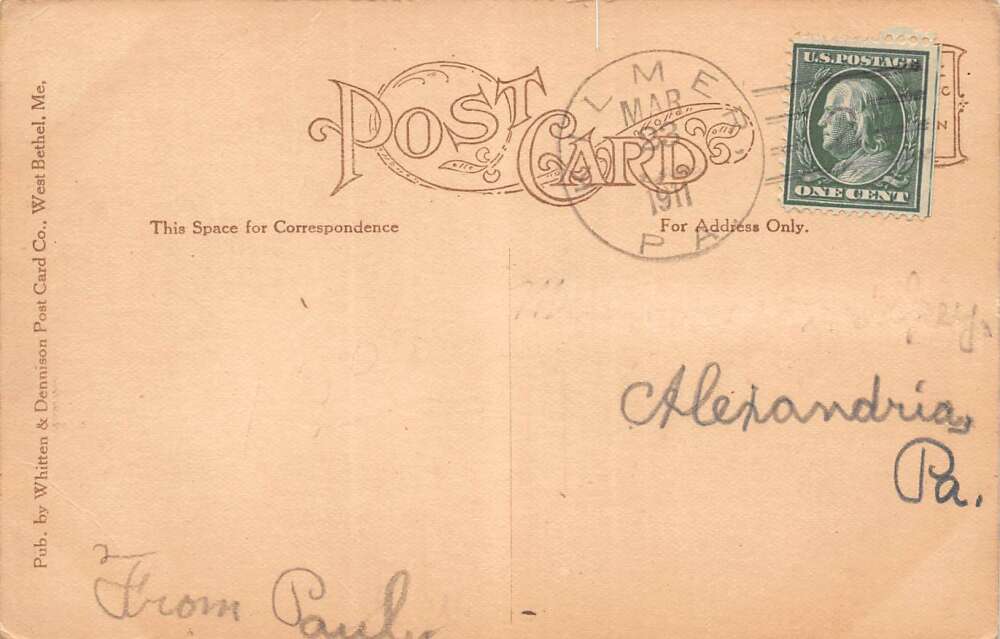 POST CARD
MAR
1911
PA
U.S. POSTAGE
ONE CENT
This Space for Correspondence
For Address Only.
Pub. by Whitten & Dennison Post Card Co., West Bethel, Me.
Alexandria,
Pa.
From Paul